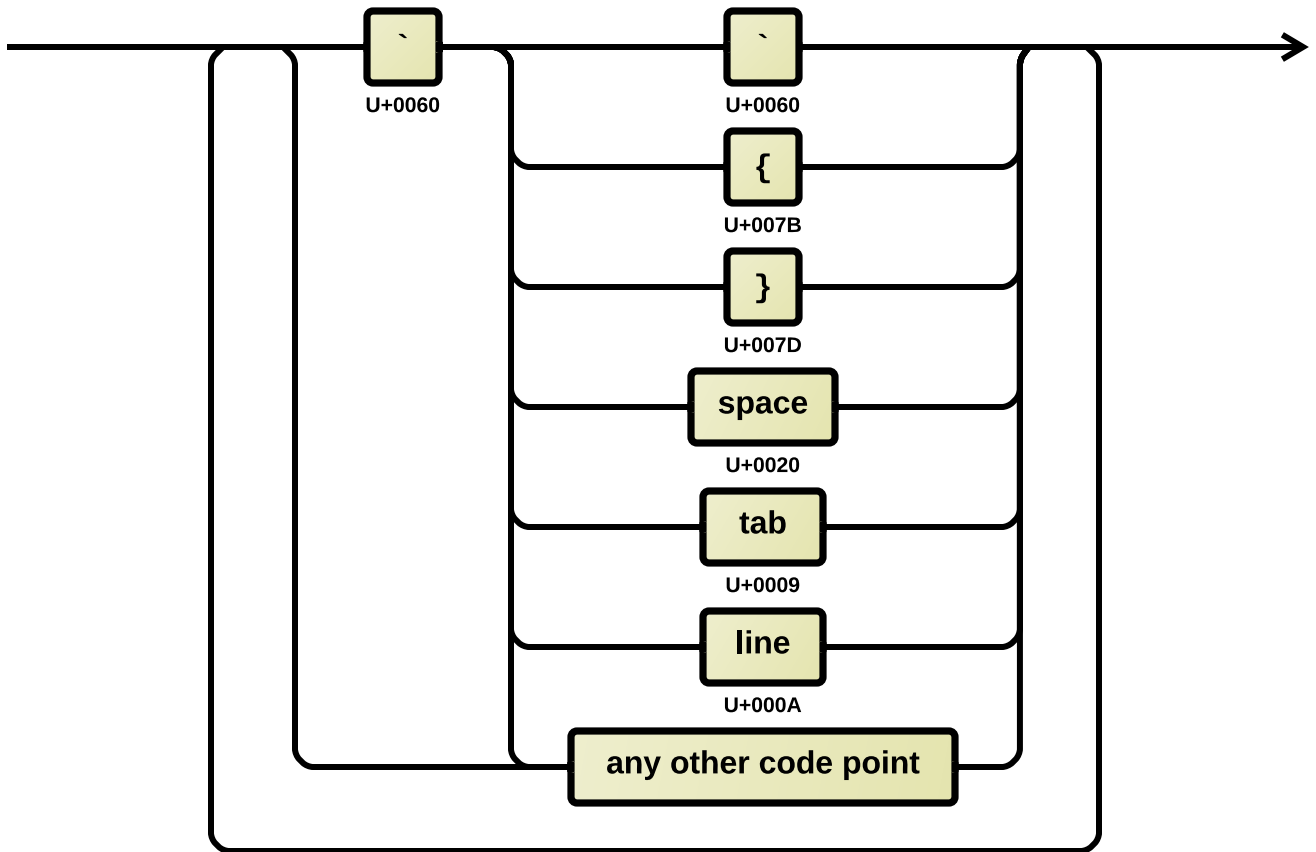 ` `
U+0060 U+0060
{
U+007B
}
U+007D
space
U+0020
tab
U+0009
line
U+000A
any other code point